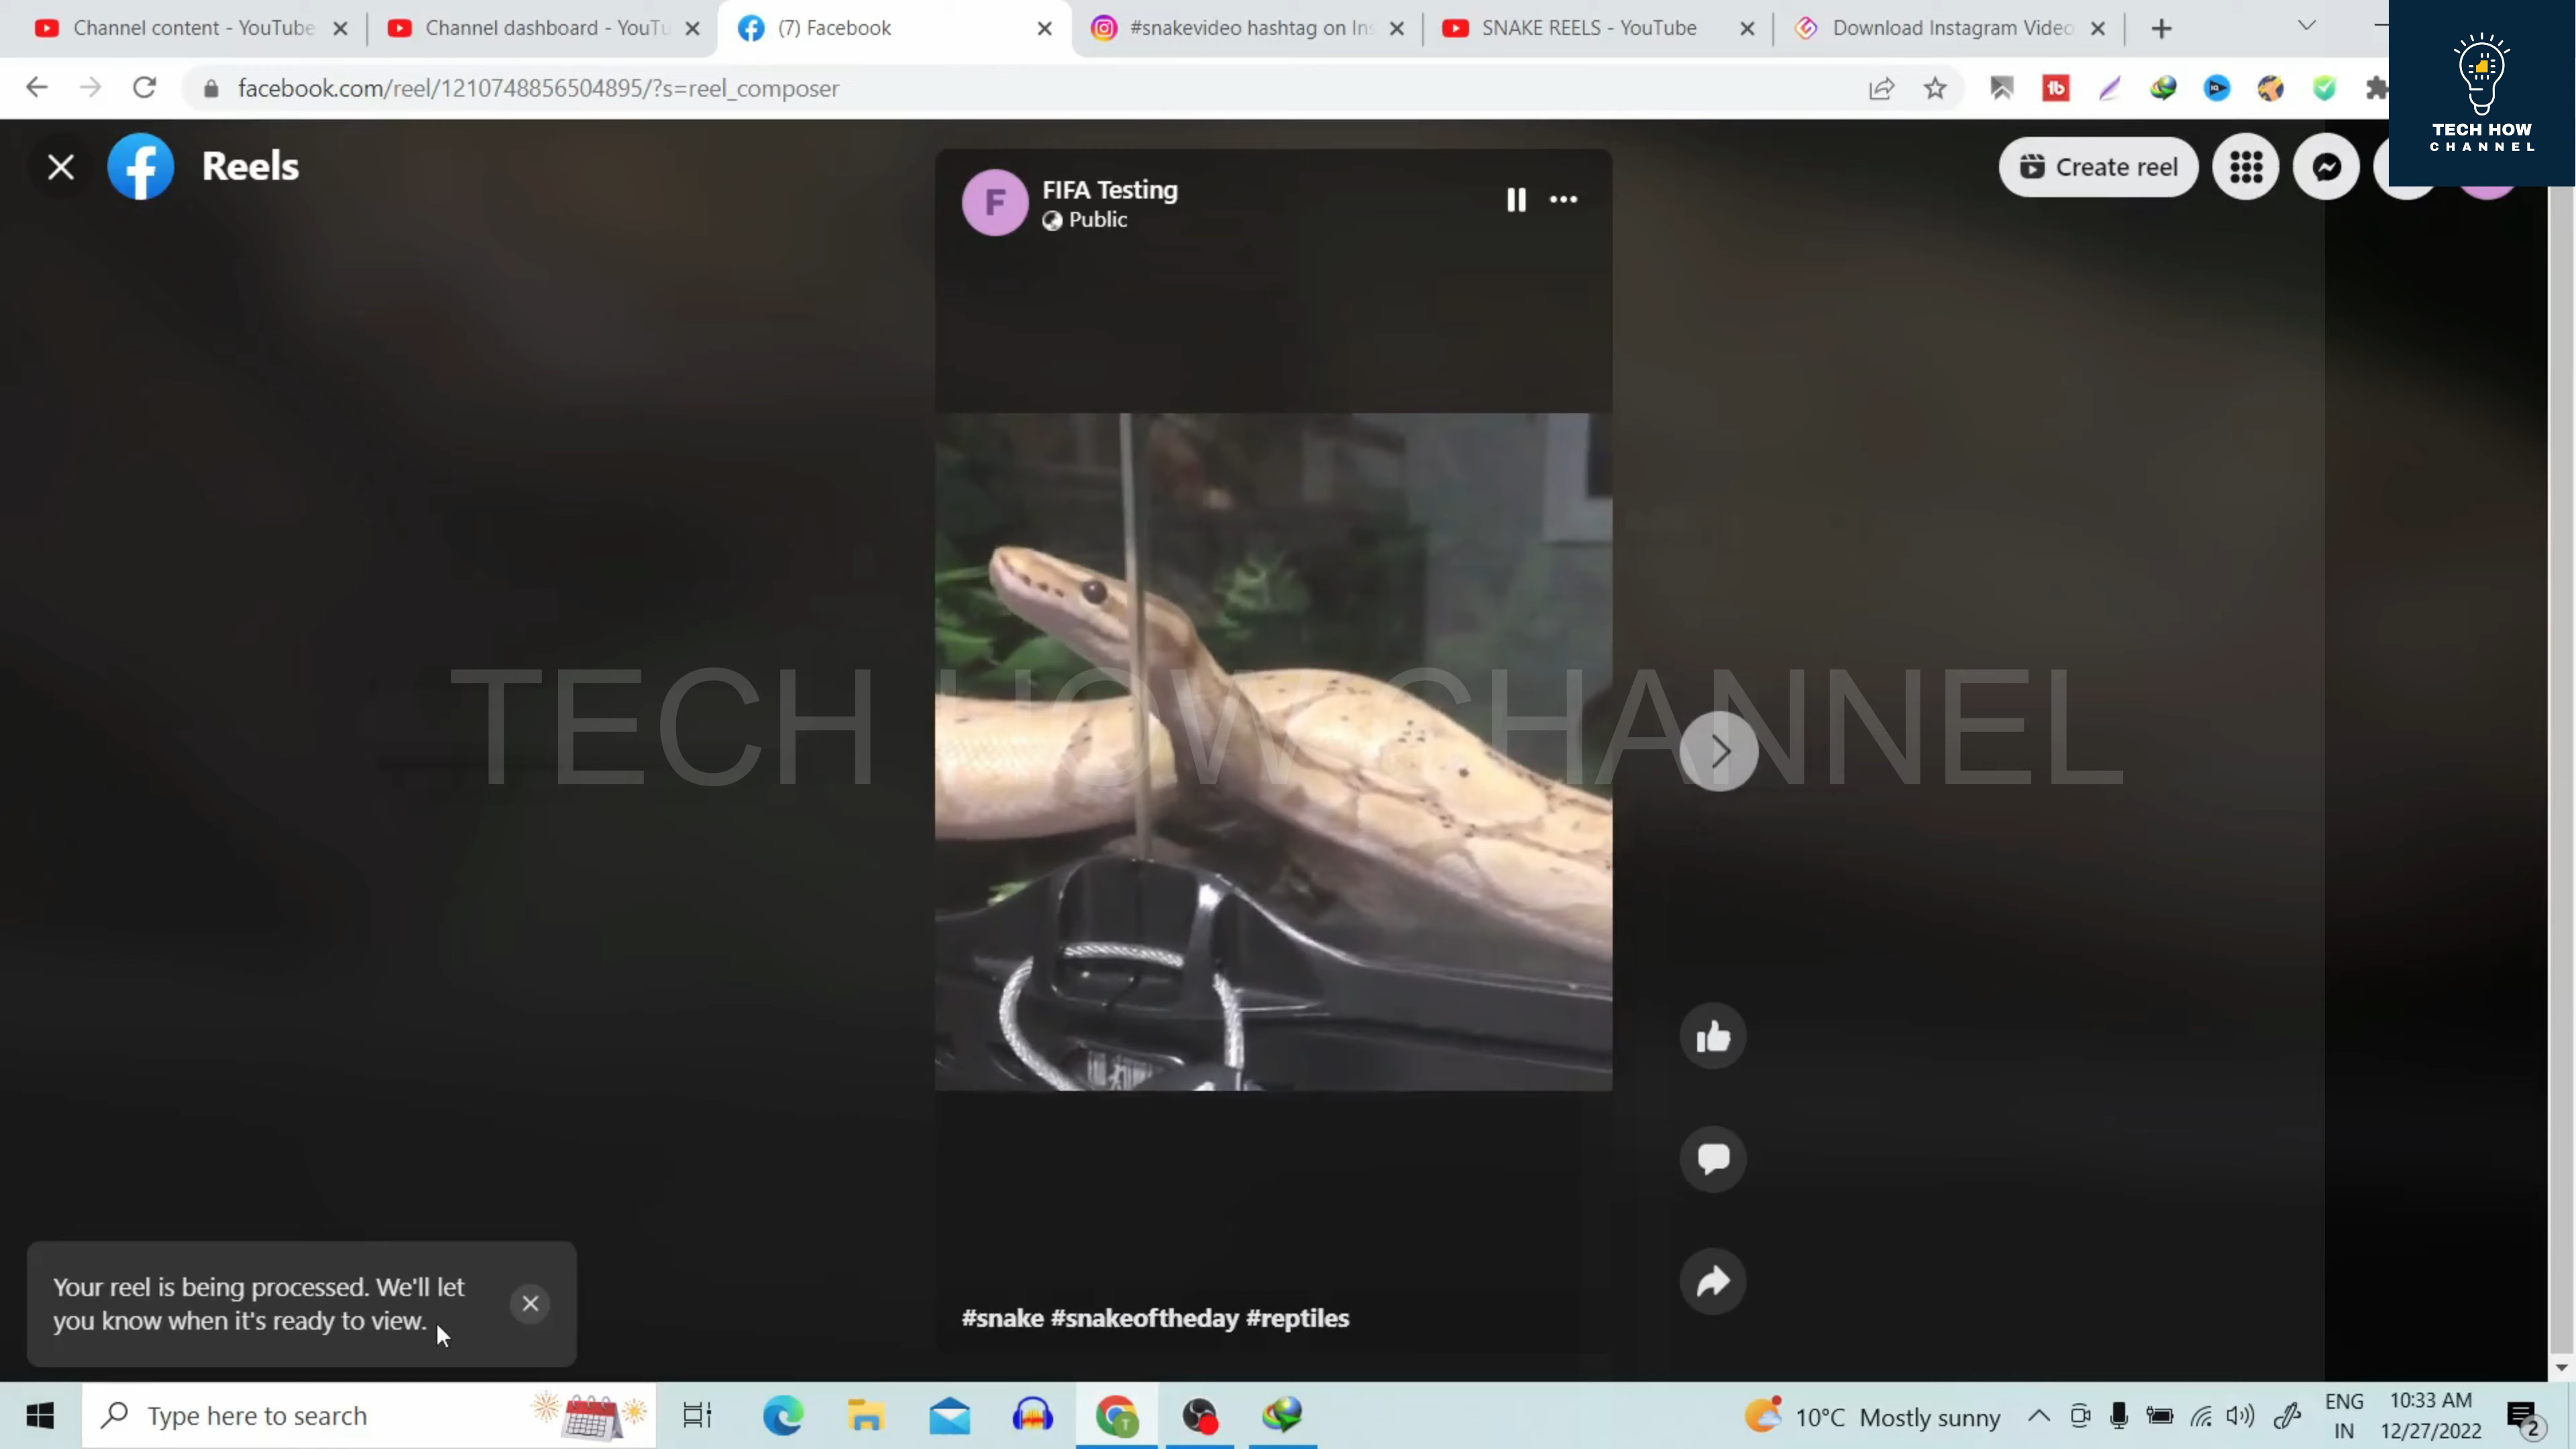 Channel content - YouTube
Channel dashboard - YouTu
(7) Facebook
#snakevideo hashtag on Ins
SNAKE REELS - YouTube
Download Instagram Video
facebook.com/reel/1210748856504895/?s=reel_composer
TECH HOW
CHANNEL
Reels
Create reel
F
FIFA Testing
Public
TECH HOW CHANNEL
Your reel is being processed. We'll let
you know when it's ready to view.
#snake #snakeoftheday #reptiles
Type here to search
10°C Mostly sunny
ENG
IN
10:33 AM
12/27/2022
2